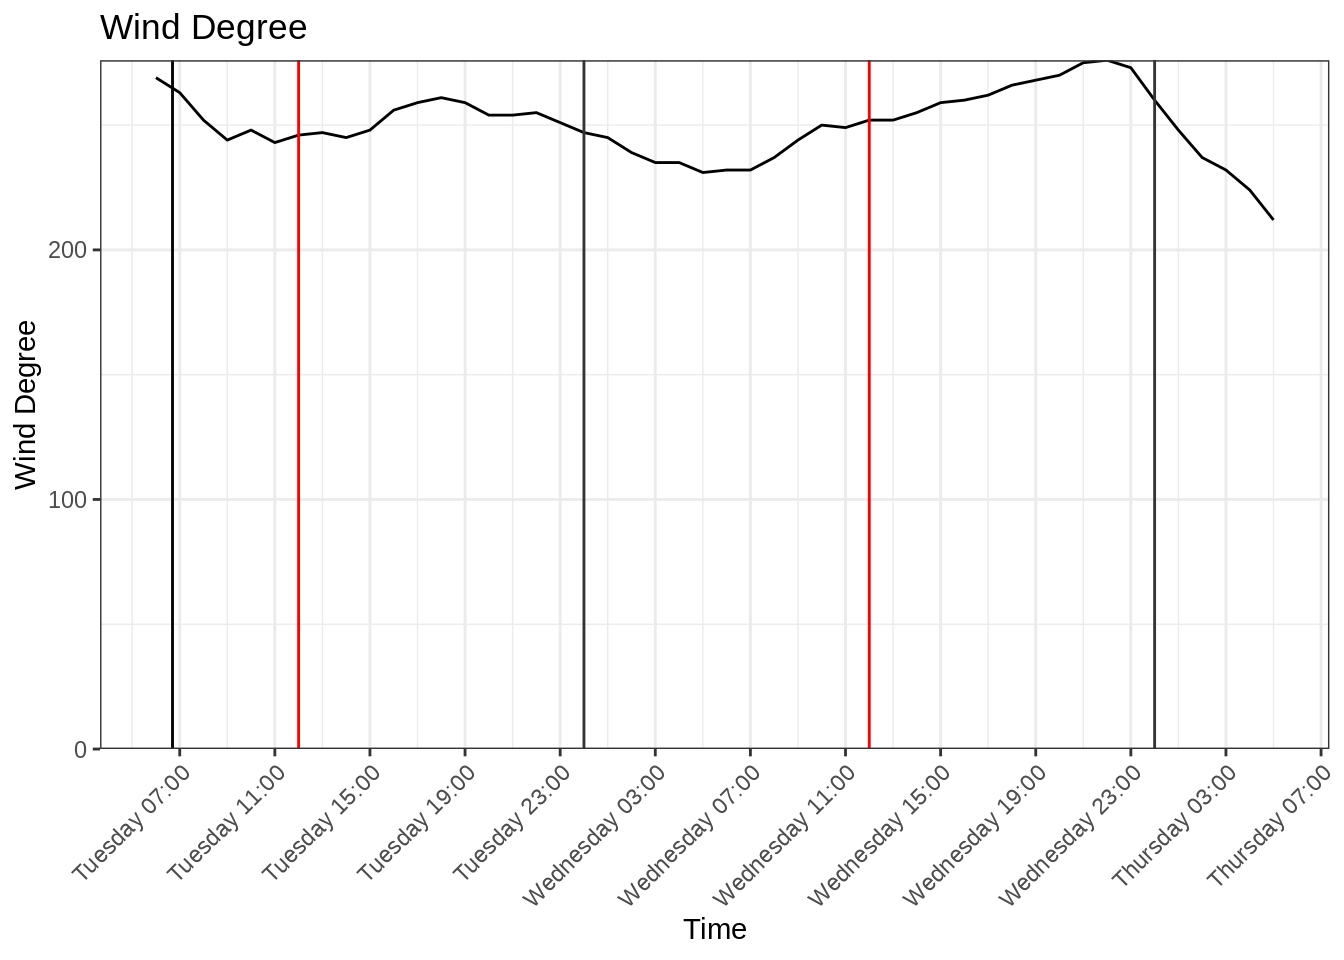 Wind Degree
Wind Degree
200
100
0
Tuesday 07:00
Tuesday 11:00
Tuesday 15:00
Tuesday 19:00
Tuesday 23:00
Wednesday 03:00
Wednesday 07:00
Wednesday 11:00
Wednesday 15:00
Wednesday 19:00
Wednesday 23:00
Thursday 03:00
Thursday 07:00
Time